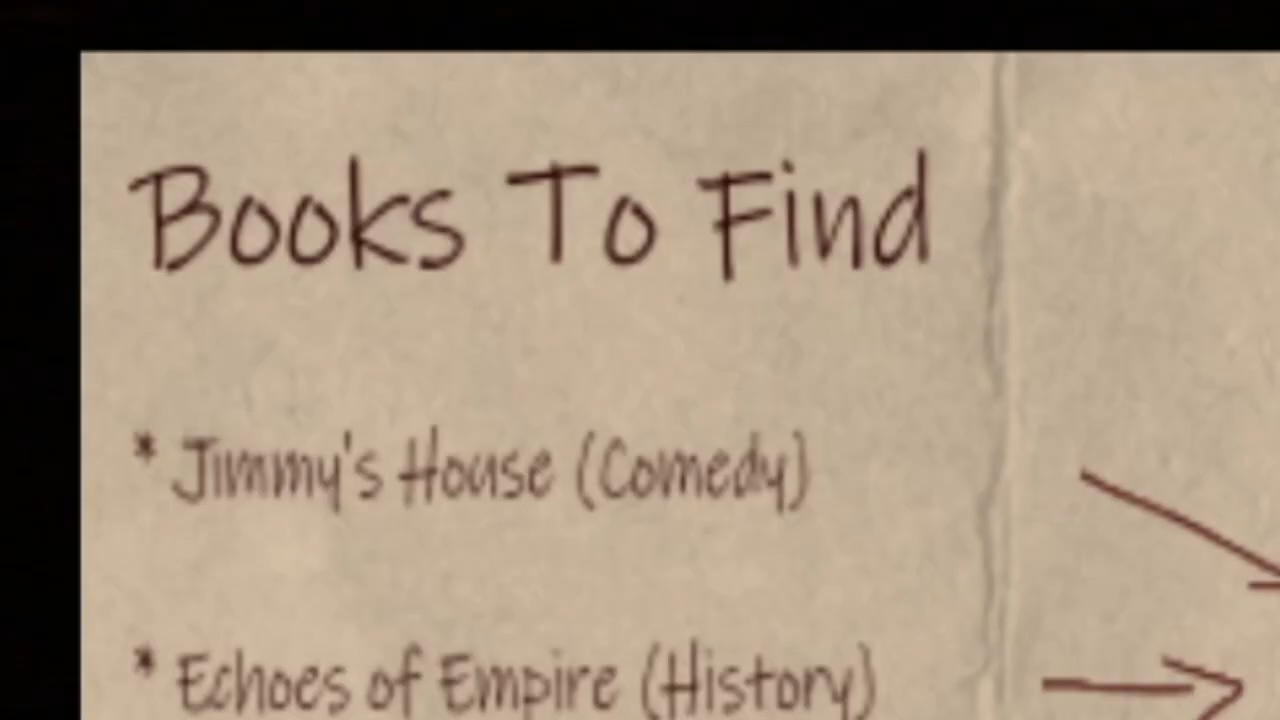 Books To Find
* Jimmy's House (Comedy)
* Echoes of Empire (History)